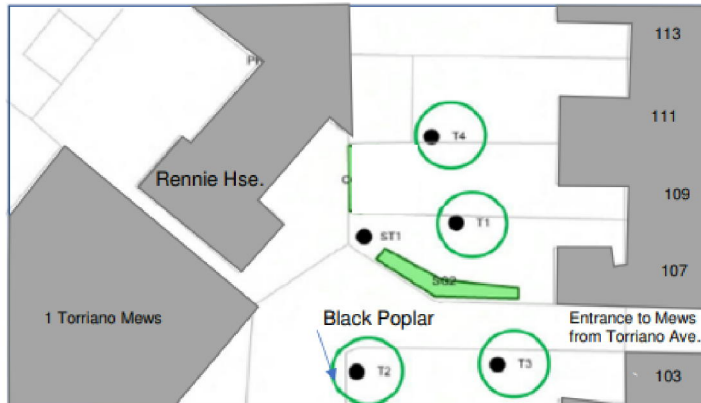 113
111
T4
Rennie Hse.
109
T1
ST1
107
SG2
1 Torriano Mews
Black Poplar
Entrance to Mews
from Torriano Ave.
T2
T3
103